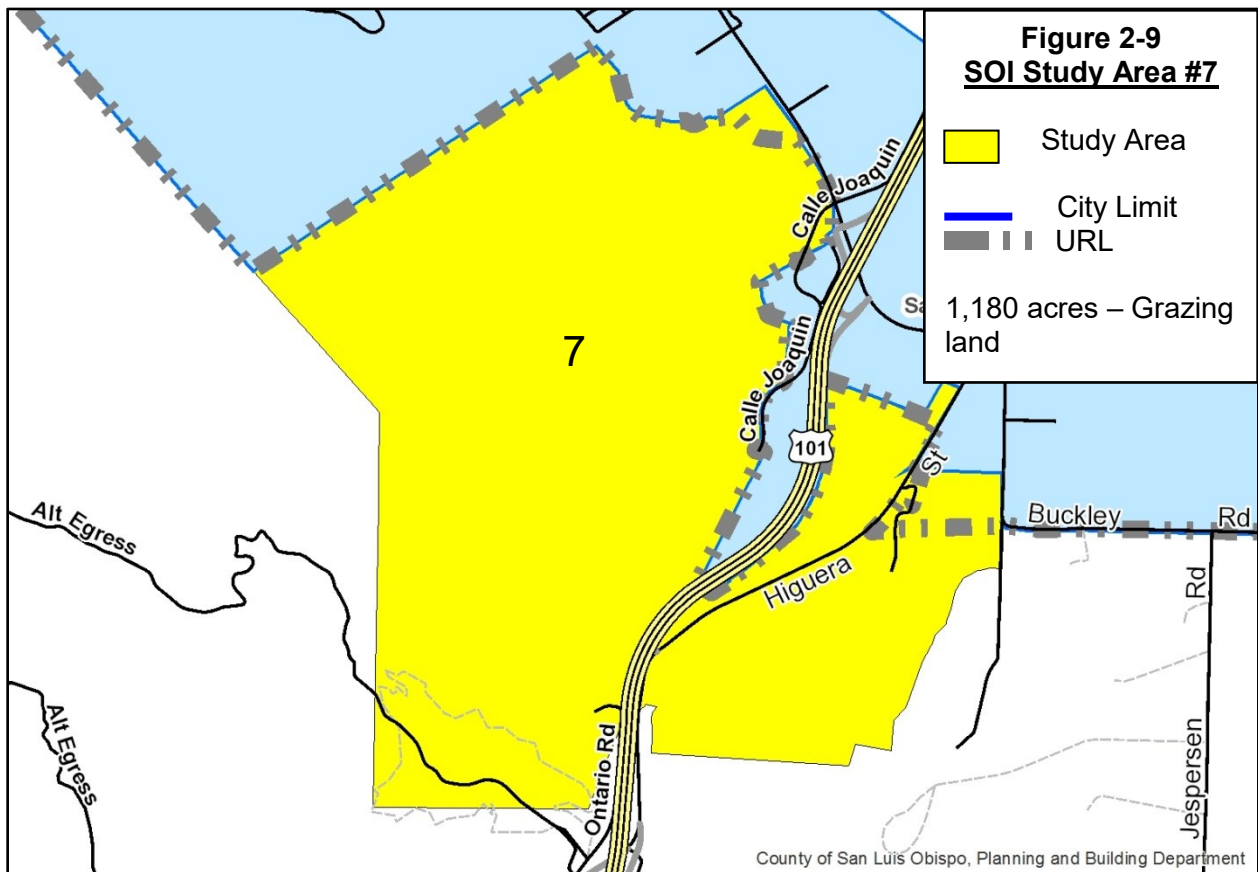 Figure 2-9
SOI Study Area #7
Study Area
City Limit
URL
1,180 acres – Grazing
land
Calle Joaquin
7
Calle Joaquin
101
St
Buckley
Rd
Alt Egress
Higuera
Rd
Alt Egress
Ontario Rd
Jespersen
County of San Luis Obispo, Planning and Building Department